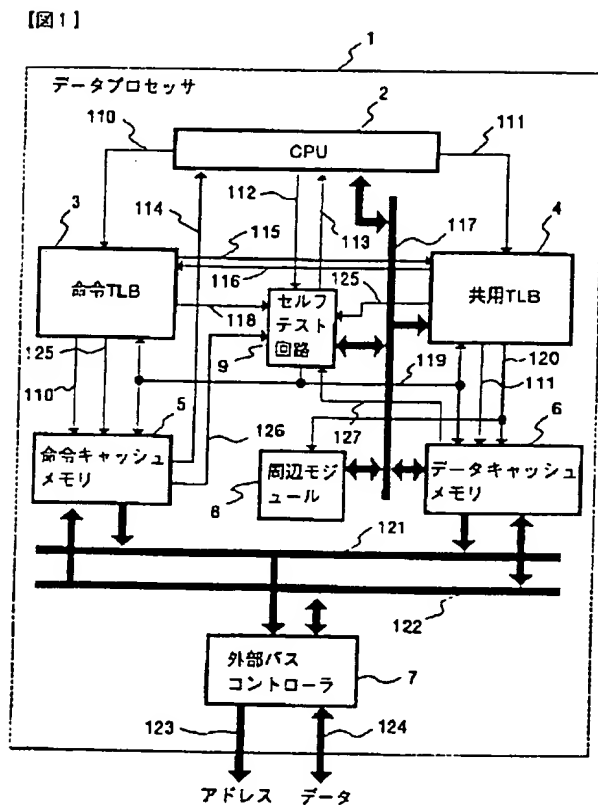 【図1】
1
データプロセッサ
2
110
CPU
111
112
113
114
3
115
117
4
116
命令TLB
118
セルフ
テスト
回路
125
共用TLB
125
9
119
120
110
111
5
126
127
6
命令キャッシュ
メモリ
周辺モジ
ュール
データキャッシュ
メモリ
8
121
122
外部バス
コントローラ
7
123
124
アドレス
データ